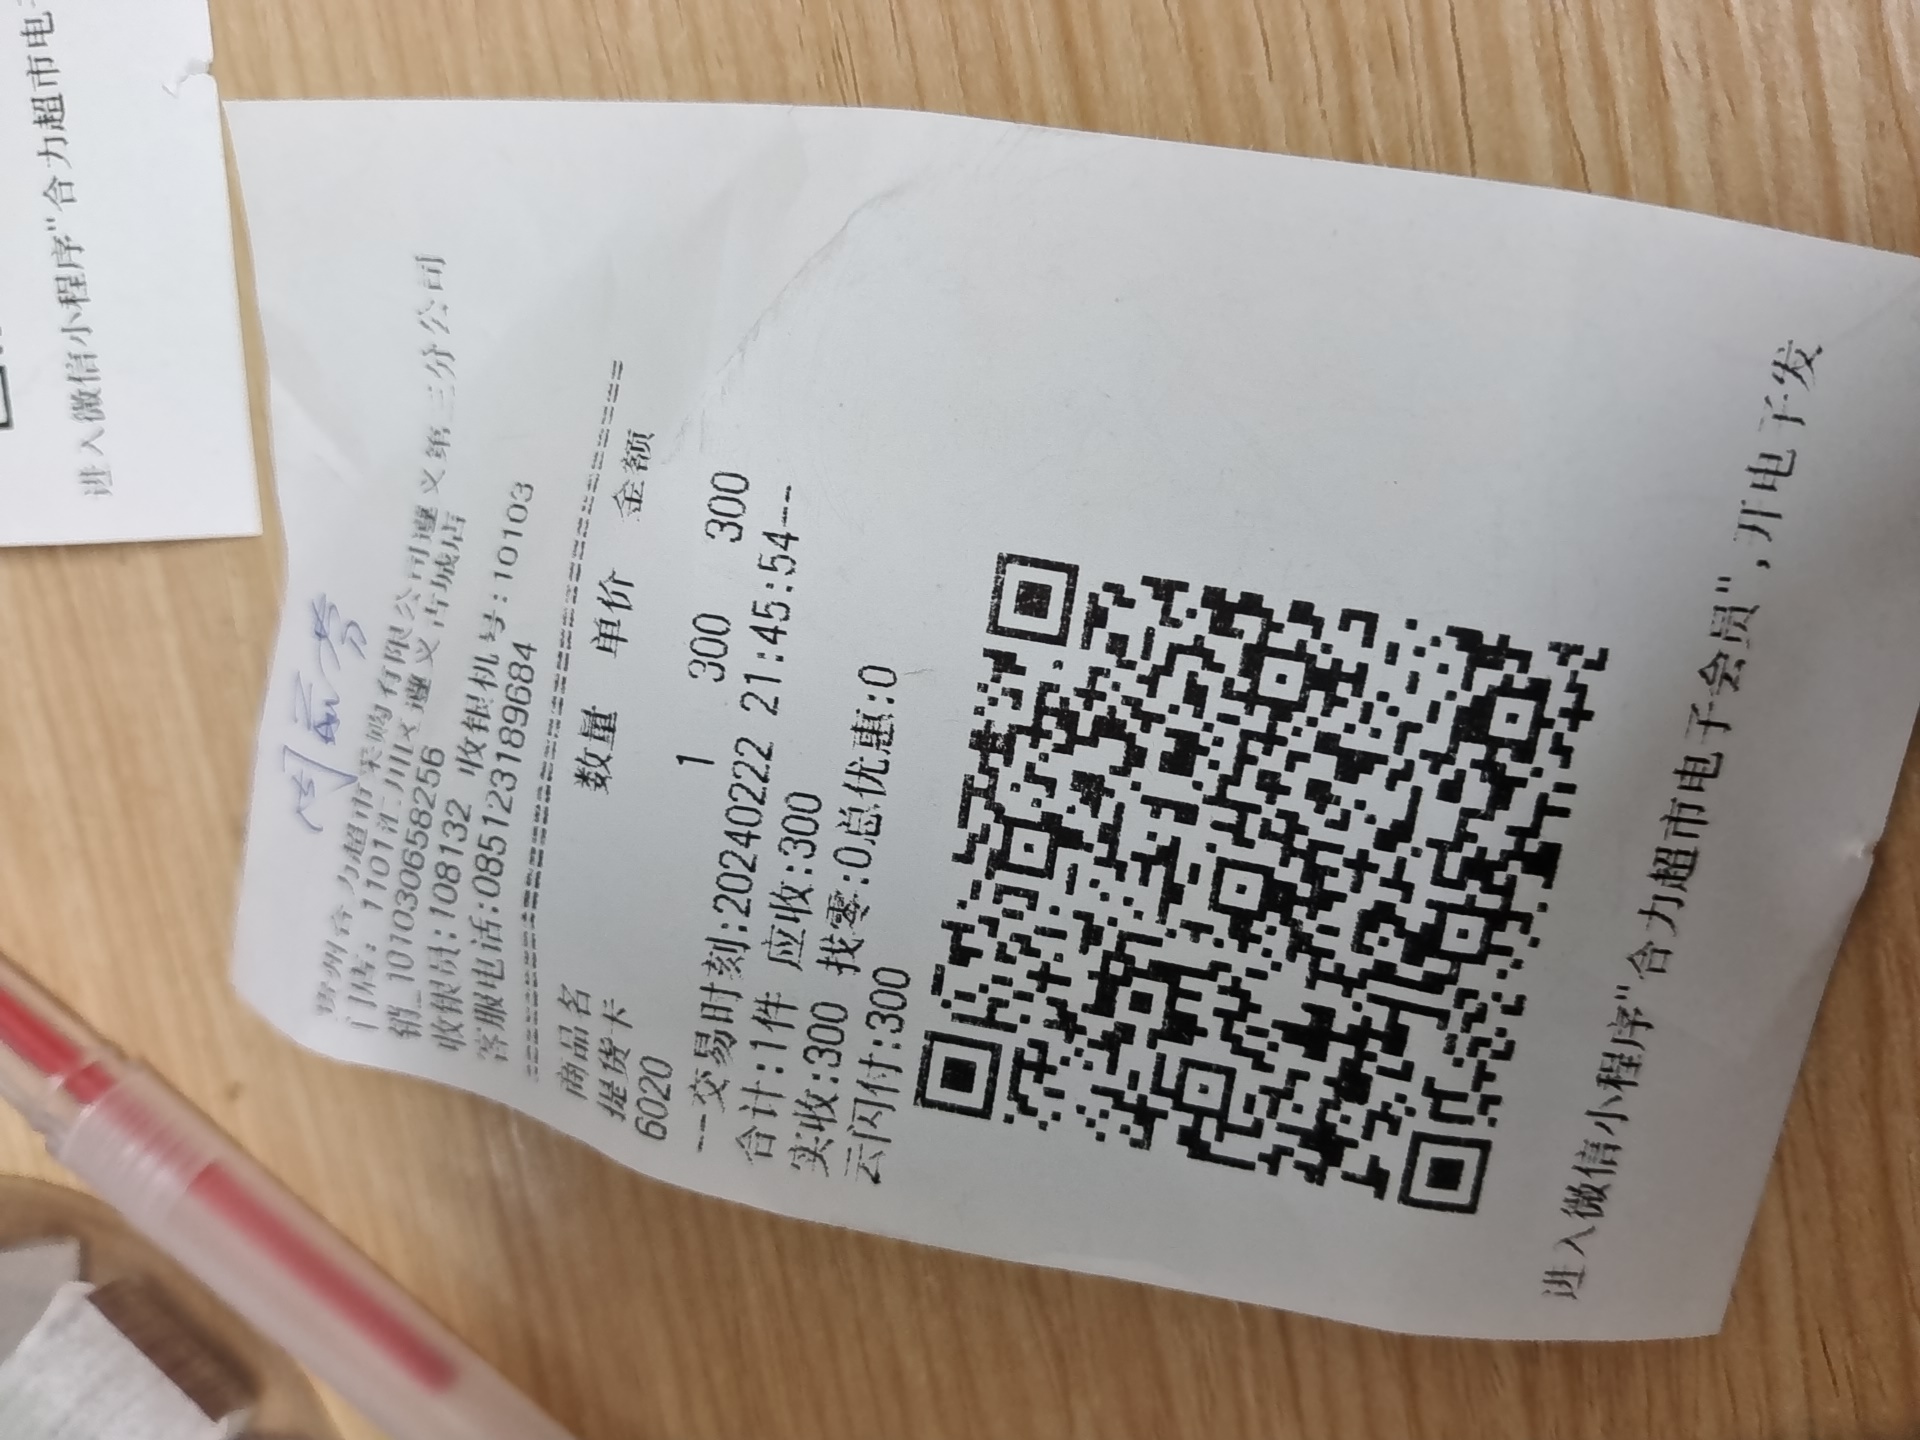 贵州合力超市采购有限公司遵义第三分公司
门店: 1101汇川区遵义古城店
销_1010303065822​56
收银员:108132 收银机号:10103
客服电话:085123189684
商品名 数量 单价 金额
提货卡
6020 1 300 300
--交易时刻:20240222 21:45:54--
合计:1件 应收:300
实收:300 找零:0总优惠:0
云闪付:300
进入微信小程序"合力超市电子会员",开电子发
进入微信小程序"合力超市电